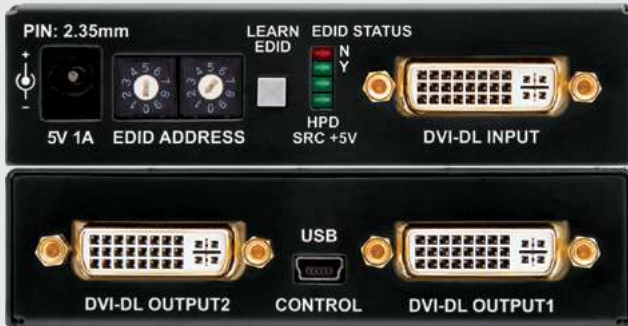 PIN: 2.35mm
LEARN
EDID
EDID STATUS
N
Y
+
–
5V 1A
EDID ADDRESS
HPD
SRC +5V
DVI-DL INPUT
USB
DVI-DL OUTPUT2
CONTROL
DVI-DL OUTPUT1